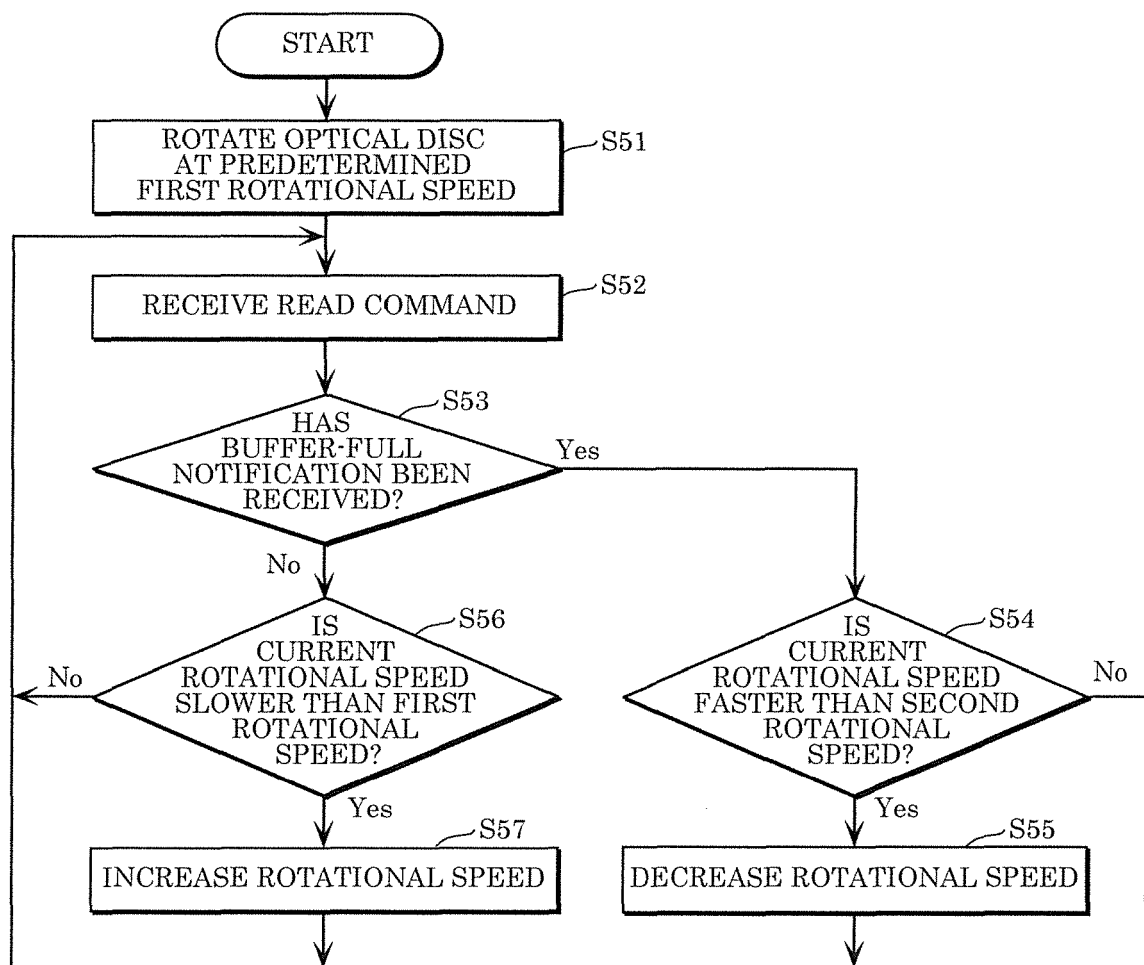 START
ROTATE OPTICAL DISC
AT PREDETERMINED
FIRST ROTATIONAL SPEED
S51
RECEIVE READ COMMAND
S52
HAS
BUFFER-FULL
NOTIFICATION BEEN
RECEIVED?
S53
Yes
No
IS
CURRENT
ROTATIONAL SPEED
SLOWER THAN FIRST
ROTATIONAL
SPEED?
S56
No
Yes
IS
CURRENT
ROTATIONAL SPEED
FASTER THAN SECOND
ROTATIONAL
SPEED?
S54
No
Yes
INCREASE ROTATIONAL SPEED
S57
DECREASE ROTATIONAL SPEED
S55